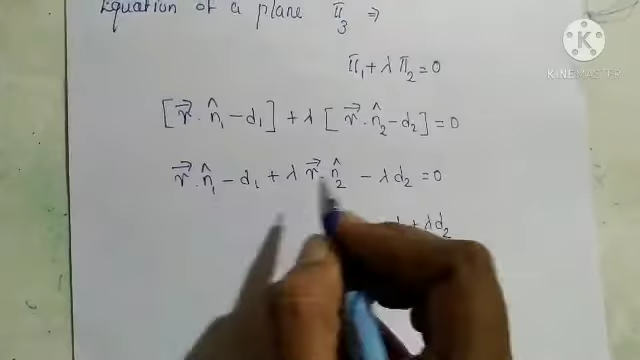 Equation of a plane π₃ ⇒
π₁ + λ π₂ = 0
[r⃗ . n̂₁ − d₁] + λ [r⃗ . n̂₂ − d₂] = 0
r⃗ . n̂₁ − d₁ + λ r⃗ . n̂₂ − λ d₂ = 0
+ λd₂
KINEMASTER